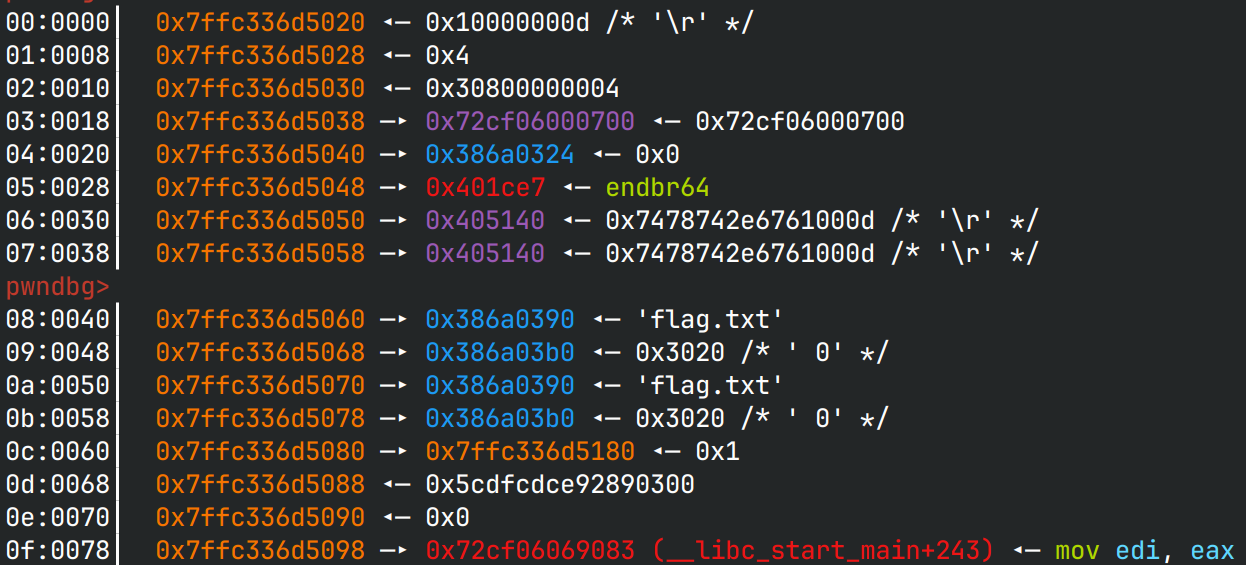 00:0000│ 0x7ffc336d5020 ◂— 0x10000000d /* '\r' */
01:0008│ 0x7ffc336d5028 ◂— 0x4
02:0010│ 0x7ffc336d5030 ◂— 0x30800000004
03:0018│ 0x7ffc336d5038 —▸ 0x72cf06000700 ◂— 0x72cf06000700
04:0020│ 0x7ffc336d5040 —▸ 0x386a0324 ◂— 0x0
05:0028│ 0x7ffc336d5048 —▸ 0x401ce7 ◂— endbr64
06:0030│ 0x7ffc336d5050 —▸ 0x405140 ◂— 0x7478742e6761000d /* '\r' */
07:0038│ 0x7ffc336d5058 —▸ 0x405140 ◂— 0x7478742e6761000d /* '\r' */
pwndbg>
08:0040│ 0x7ffc336d5060 —▸ 0x386a0390 ◂— 'flag.txt'
09:0048│ 0x7ffc336d5068 —▸ 0x386a03b0 ◂— 0x3020 /* ' 0' */
0a:0050│ 0x7ffc336d5070 —▸ 0x386a0390 ◂— 'flag.txt'
0b:0058│ 0x7ffc336d5078 —▸ 0x386a03b0 ◂— 0x3020 /* ' 0' */
0c:0060│ 0x7ffc336d5080 —▸ 0x7ffc336d5180 ◂— 0x1
0d:0068│ 0x7ffc336d5088 ◂— 0x5cdfcdce92890300
0e:0070│ 0x7ffc336d5090 ◂— 0x0
0f:0078│ 0x7ffc336d5098 —▸ 0x72cf06069083 (__libc_start_main+243) ◂— mov edi, eax